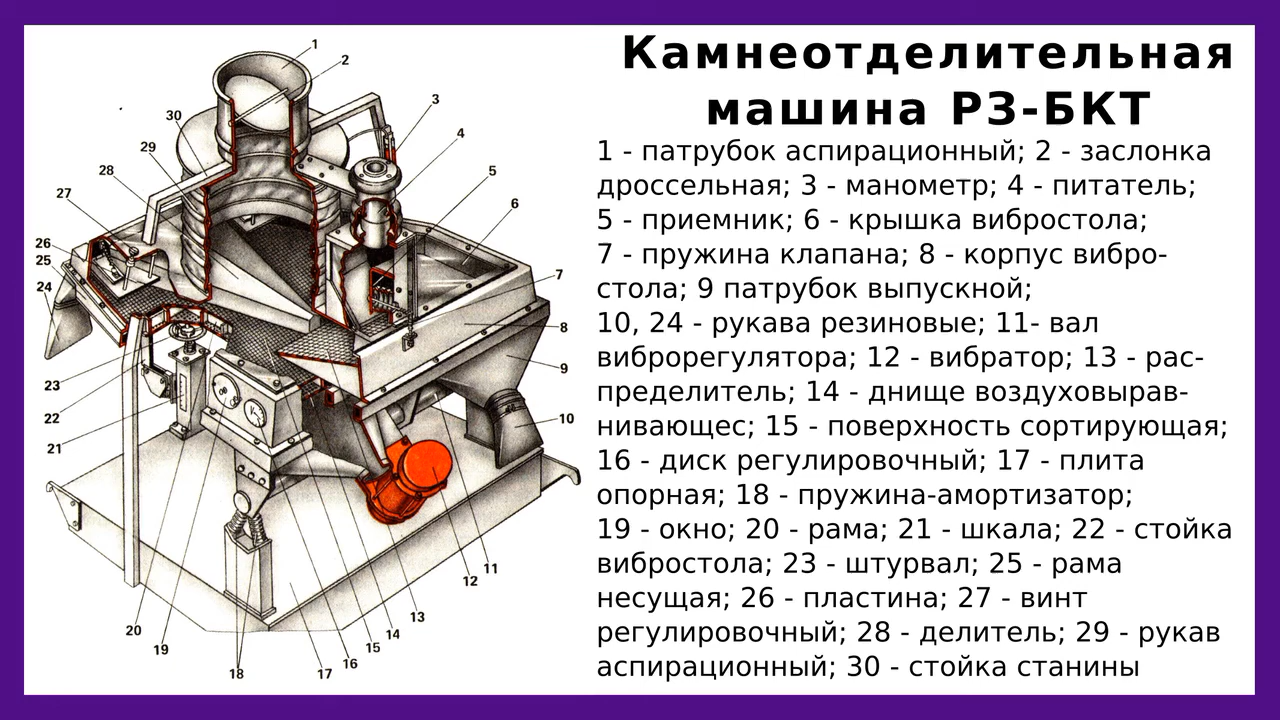 Камнеотделительная
машина РЗ-БКТ
1 - патрубок аспирационный; 2 - заслонка
дроссельная; 3 - манометр; 4 - питатель;
5 - приемник; 6 - крышка вибростола;
7 - пружина клапана; 8 - корпус вибро-
стола; 9 патрубок выпускной;
10, 24 - рукава резиновые; 11- вал
виброрегулятора; 12 - вибратор; 13 - рас-
пределитель; 14 - днище воздуховырав-
нивающес; 15 - поверхность сортирующая;
16 - диск регулировочный; 17 - плита
опорная; 18 - пружина-амортизатор;
19 - окно; 20 - рама; 21 - шкала; 22 - стойка
вибростола; 23 - штурвал; 25 - рама
несущая; 26 - пластина; 27 - винт
регулировочный; 28 - делитель; 29 - рукав
аспирационный; 30 - стойка станины
1
2
3
4
5
6
7
8
9
10
11
12
13
14
15
16
17
18
19
20
21
22
23
24
25
26
27
28
29
30